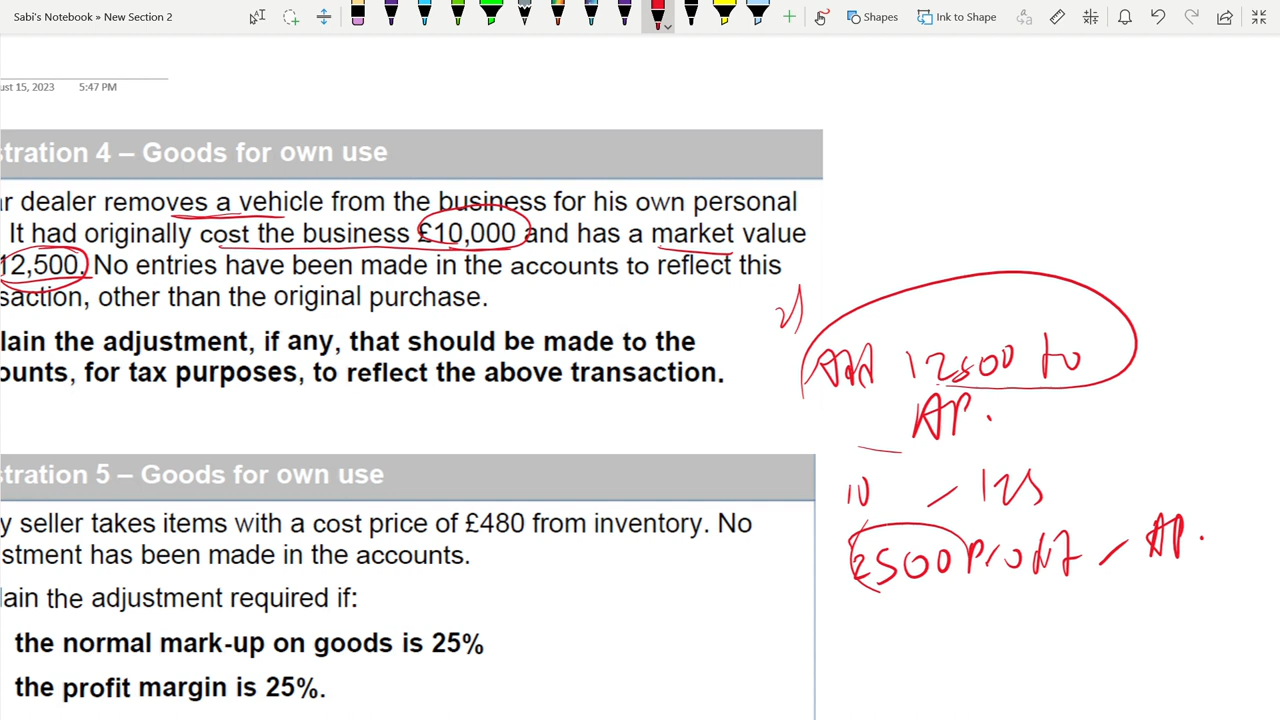 Sabi's Notebook » New Section 2
Shapes
Ink to Shape
ust 15, 2023 5:47 PM
stration 4 – Goods for own use
ar dealer removes a vehicle from the business for his own personal
It had originally cost the business £10,000 and has a market value
12,500. No entries have been made in the accounts to reflect this
saction, other than the original purchase.
lain the adjustment, if any, that should be made to the
ounts, for tax purposes, to reflect the above transaction.
2)
Add 12500 to
AP.
10 – 125
2500 Profit – AP.
stration 5 – Goods for own use
y seller takes items with a cost price of £480 from inventory. No
stment has been made in the accounts.
lain the adjustment required if:
the normal mark-up on goods is 25%
the profit margin is 25%.